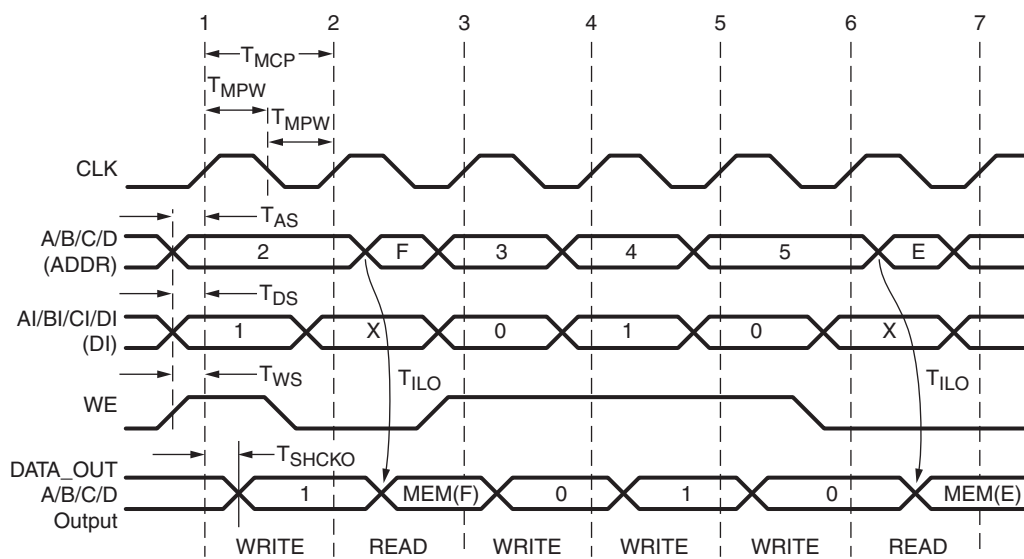 1 2 3 4 5 6 7
TMCP
TMPW
TMPW
CLK
TAS
A/B/C/D
(ADDR)
2 F 3 4 5 E
TDS
AI/BI/CI/DI
(DI)
1 X 0 1 0 X
TWS
TILO TILO
WE
TSHCKO
DATA_OUT
A/B/C/D
Output
1 MEM(F) 0 1 0 MEM(E)
WRITE READ WRITE WRITE WRITE READ